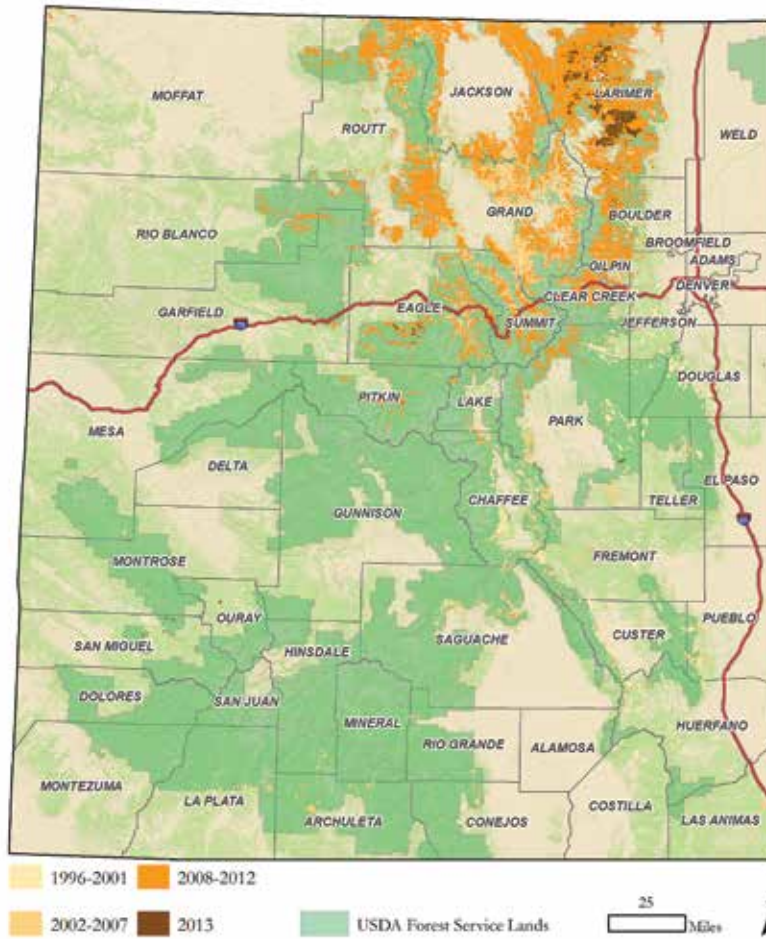 MOFFAT
JACKSON
LARIMER
ROUTT
WELD
GRAND
BOULDER
RIO BLANCO
BROOMFIELD
ADAMS
GILPIN
DENVER
CLEAR CREEK
EAGLE
GARFIELD
SUMMIT
JEFFERSON
DOUGLAS
PITKIN
LAKE
PARK
MESA
DELTA
EL PASO
TELLER
GUNNISON
CHAFFEE
FREMONT
MONTROSE
OURAY
PUEBLO
SAGUACHE
CUSTER
SAN MIGUEL
HINSDALE
DOLORES
SAN JUAN
MINERAL
HUERFANO
RIO GRANDE
ALAMOSA
MONTEZUMA
LA PLATA
COSTILLA
ARCHULETA
CONEJOS
LAS ANIMAS
1996-2001
2008-2012
2002-2007
2013
USDA Forest Service Lands
25
Miles